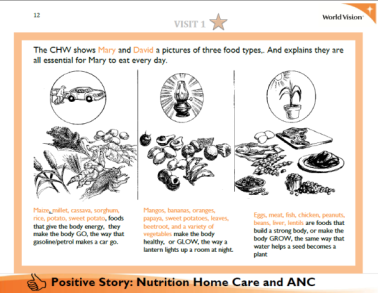 12
VISIT 1
World Vision
The CHW shows Mary and David a pictures of three food types,. And explains they are
all essential for Mary to eat every day.
Maize, millet, cassava, sorghum,
rice, potato, sweet potato, foods
that give the body energy, they
make the body GO, the way that
gasoline/petrol makes a car go.
Mangos, bananas, oranges,
papaya, sweet potatoes, leaves,
beetroot, and a variety of
vegetables make the body
healthy, or GLOW, the way a
lantern lights up a room at night.
Eggs, meat, fish, chicken, peanuts,
beans, liver, lentils are foods that
build a strong body, or make the
body GROW, the same way that
water helps a seed becomes a
plant
Positive Story: Nutrition Home Care and ANC